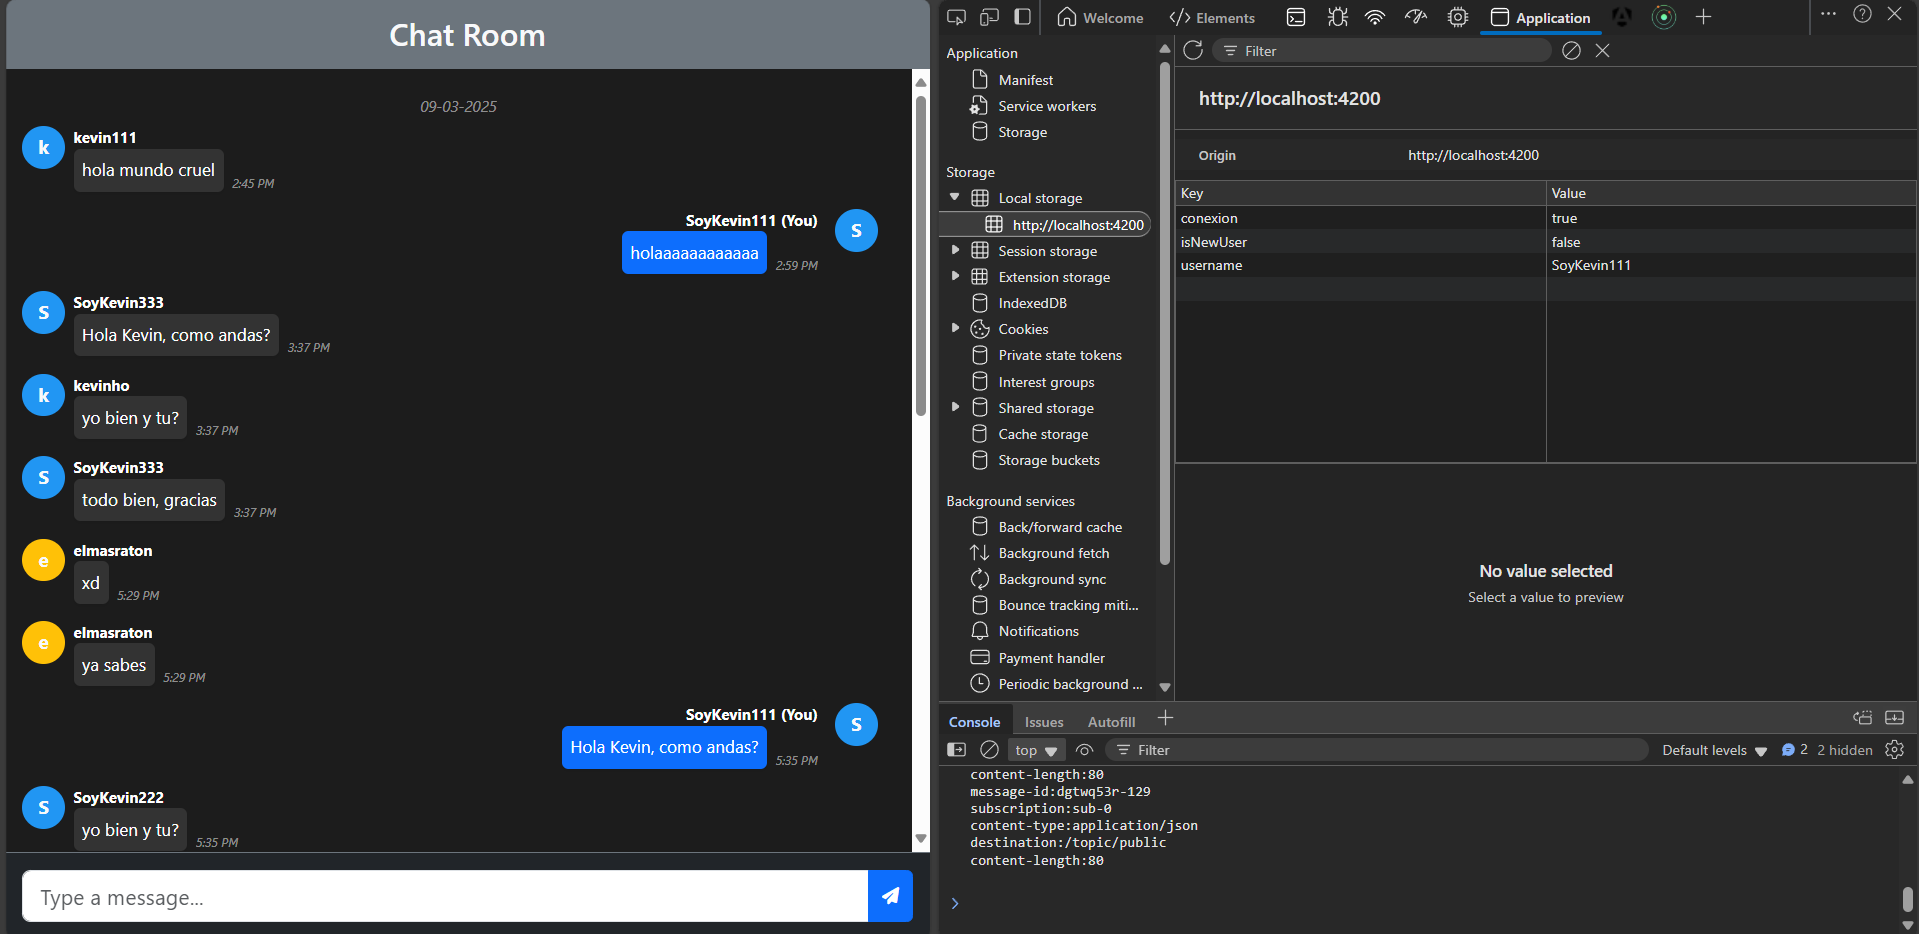 Chat Room
09-03-2025
k
kevin111
hola mundo cruel
2:45 PM
SoyKevin111 (You)
S
holaaaaaaaaaaaa
2:59 PM
S
SoyKevin333
Hola Kevin, como andas?
3:37 PM
k
kevinho
yo bien y tu?
3:37 PM
S
SoyKevin333
todo bien, gracias
3:37 PM
e
elmasraton
xd
5:29 PM
e
elmasraton
ya sabes
5:29 PM
SoyKevin111 (You)
S
Hola Kevin, como andas?
5:35 PM
S
SoyKevin222
yo bien y tu?
5:35 PM
Type a message...
Welcome
Elements
Application
Application
Manifest
Service workers
Storage
Storage
Local storage
http://localhost:4200
Session storage
Extension storage
IndexedDB
Cookies
Private state tokens
Interest groups
Shared storage
Cache storage
Storage buckets
Background services
Back/forward cache
Background fetch
Background sync
Bounce tracking miti...
Notifications
Payment handler
Periodic background ...
Filter
http://localhost:4200
Origin http://localhost:4200
Key Value
conexion true
isNewUser false
username SoyKevin111
No value selected
Select a value to preview
Console Issues Autofill
top Filter Default levels 2 2 hidden
content-length:80
message-id:dgtwq53r-129
subscription:sub-0
content-type:application/json
destination:/topic/public
content-length:80